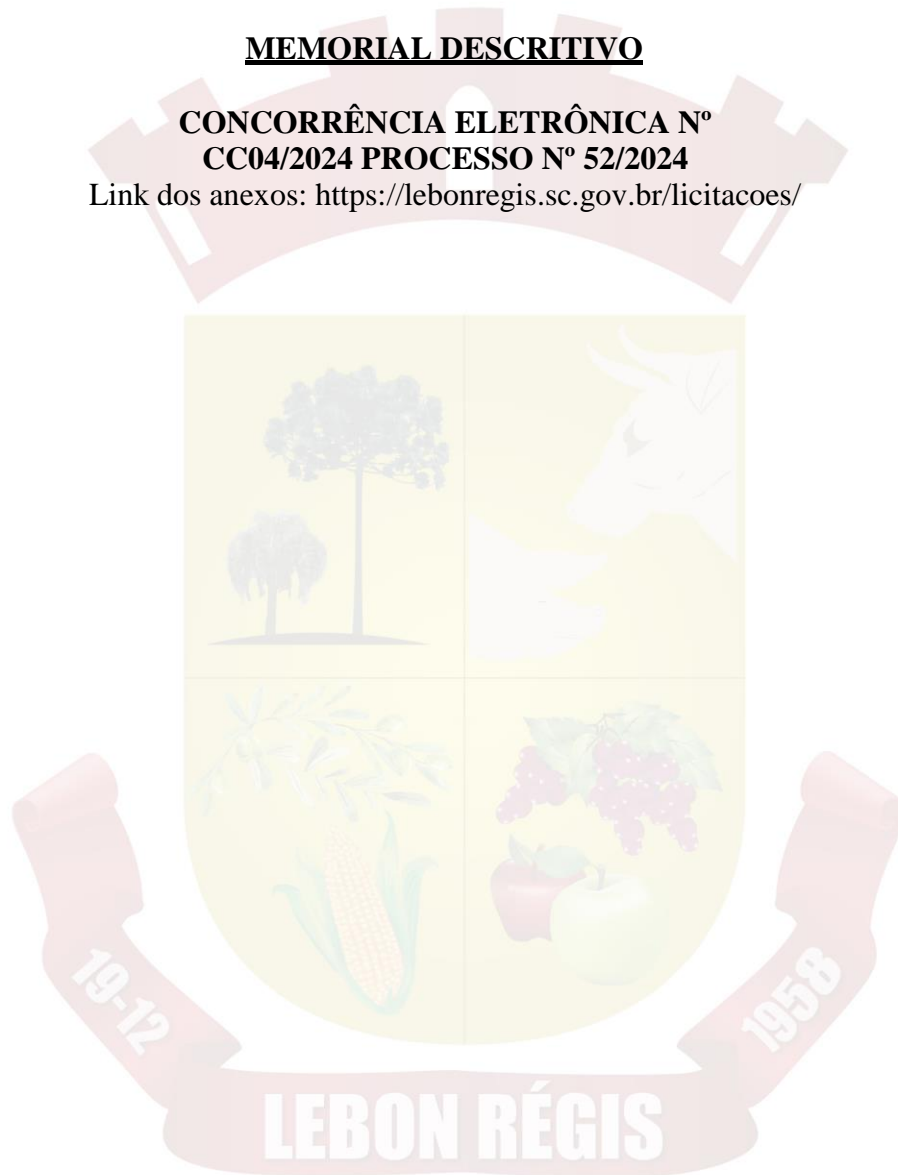 MEMORIAL DESCRITIVO
CONCORRÊNCIA ELETRÔNICA Nº
CC04/2024 PROCESSO Nº 52/2024
Link dos anexos: https://lebonregis.sc.gov.br/licitacoes/
19-12
1958
LEBON RÉGIS